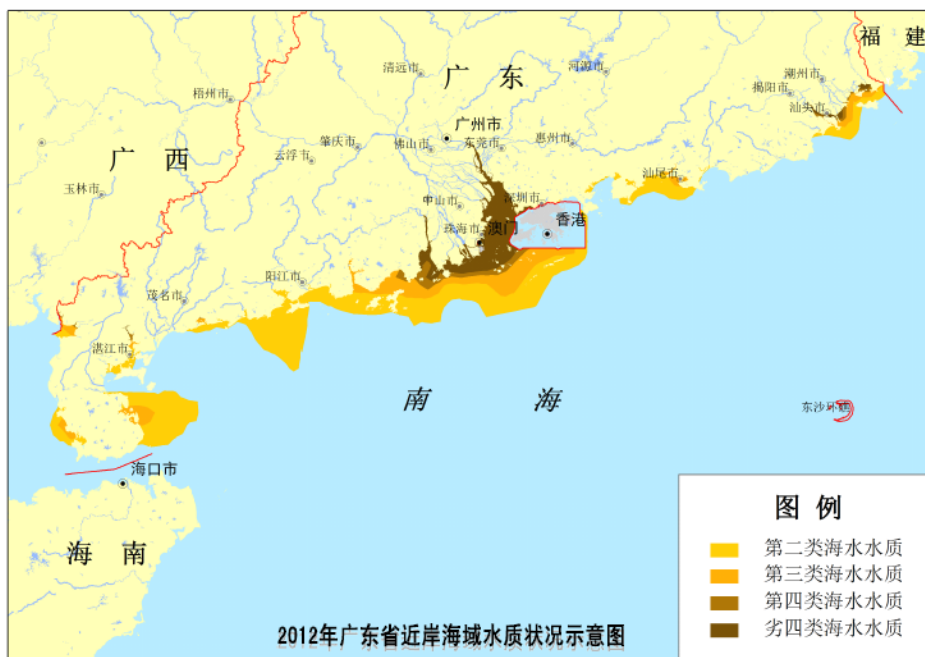 福 建
广 东
清远市
河源市
潮州市
揭阳市
梧州市
汕头市
广州市
肇庆市
佛山市
东莞市
惠州市
云浮市
广 西
玉林市
汕尾市
中山市
深圳市
珠海市
澳门
香港
阳江市
茂名市
湛江市
南 海
东沙环礁
海口市
海 南
图 例
第二类海水水质
第三类海水水质
第四类海水水质
劣四类海水水质
2012年广东省近岸海域水质状况示意图